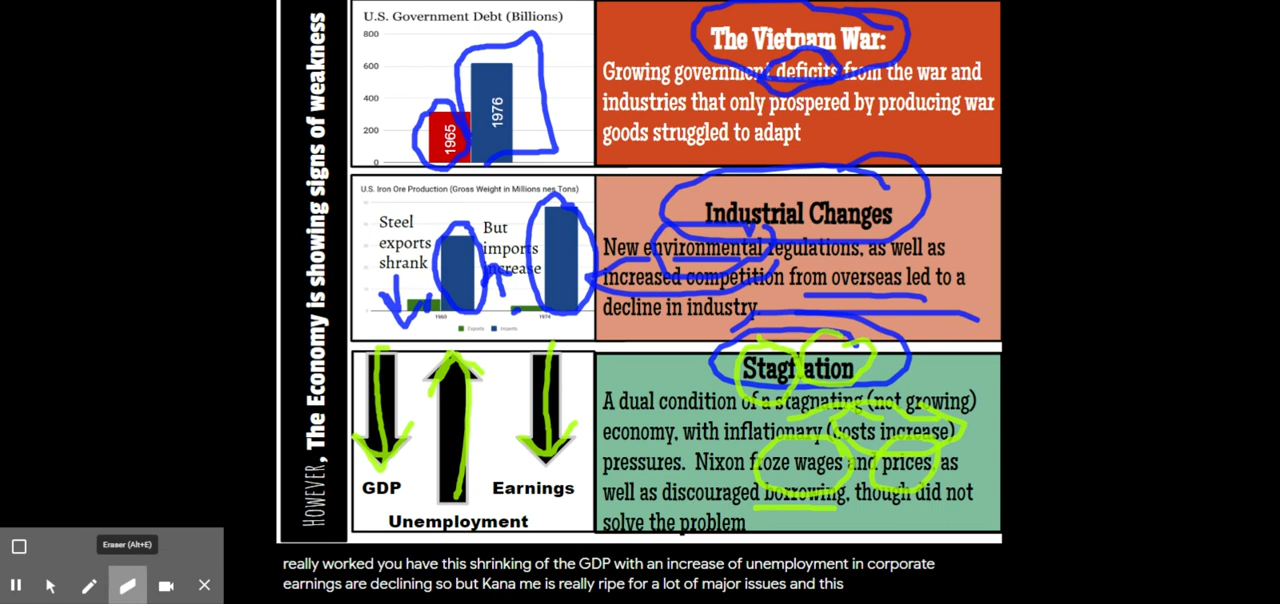 HOWEVER, The Economy is showing signs of weakness
U.S. Government Debt (Billions)
800
600
400
200
0
1965
1976
The Vietnam War:
Growing government deficits from the war and
industries that only prospered by producing war
goods struggled to adapt
U.S. Iron Ore Production (Gross Weight in Millions nes Tons)
Steel
exports
shrank
But
imports
increase
1960
1974
Exports
Imports
Industrial Changes
New environmental regulations, as well as
increased competition from overseas led to a
decline in industry.
GDP
Unemployment
Earnings
Stagflation
A dual condition of a stagnating (not growing)
economy, with inflationary (costs increase)
pressures. Nixon froze wages and prices, as
well as discouraged borrowing, though did not
solve the problem
Eraser (Alt+E)
really worked you have this shrinking of the GDP with an increase of unemployment in corporate
earnings are declining so but Kana me is really ripe for a lot of major issues and this